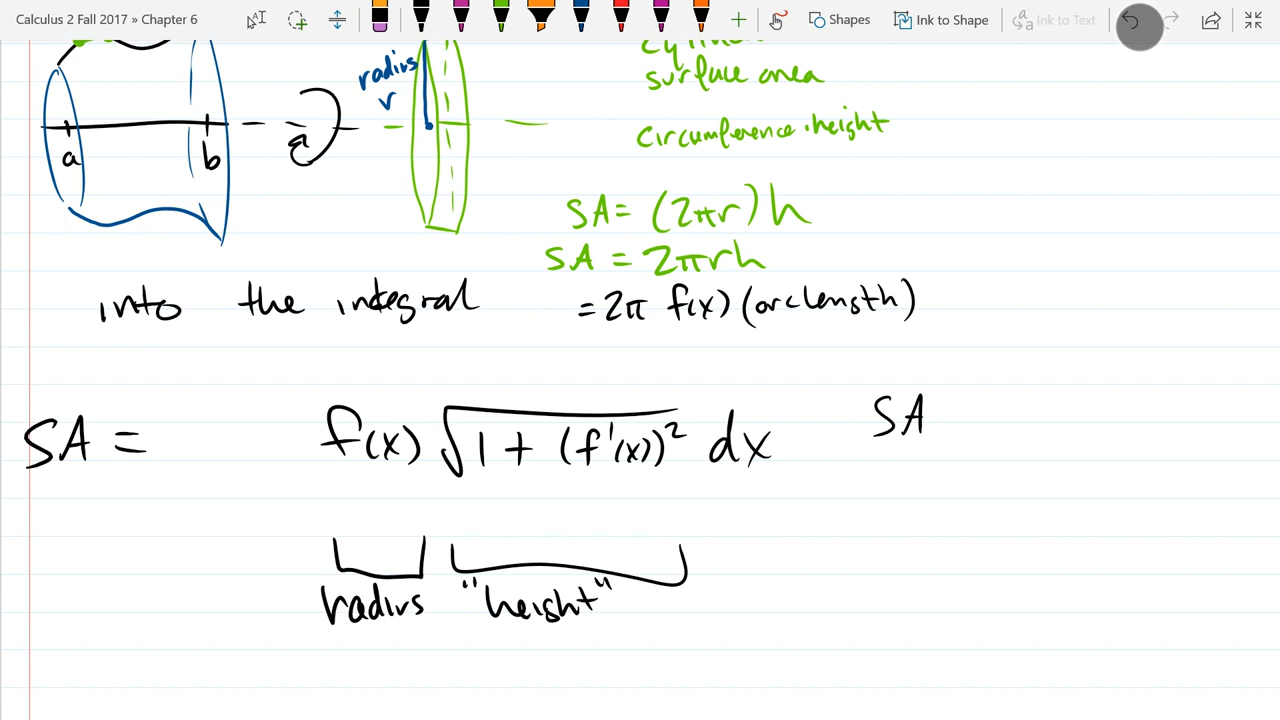 Calculus 2 Fall 2017 » Chapter 6
Shapes
Ink to Shape
Ink to Text
radius
r
surface area
circumference · height
a
b
SA = (2πr) h
SA = 2πrh
into the integral
= 2π f(x) (arclength)
SA = f(x) √(1 + (f'(x))²) dx
SA
radius "height"